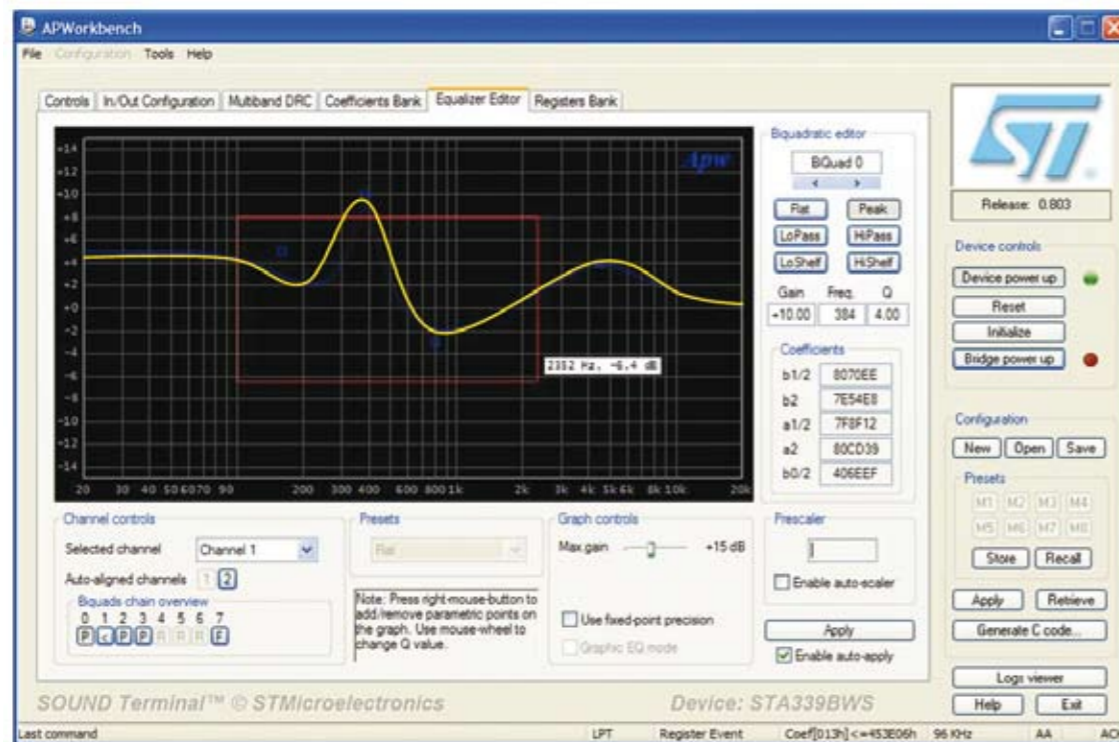 APWorkbench
File Configuration Tools Help
Controls In/Out Configuration Multiband DRC Coefficients Bank Equalizer Editor Registers Bank
Apw
+14
+12
+10
+8
+6
+4
+2
+0
-2
-4
-6
-8
-10
-12
-14
2352 Hz, -6.4 dB
20 30 40 50 60 70 90 200 300 400 600 800 1k 2k 3k 4k 5k 6k 8k 10k 20k
Biquadratic editor
BiQuad 0
< >
Flat Peak
LoPass HiPass
LoShelf HiShelf
Gain Freq. Q
+10.00 384 4.00
Coefficients
b1/2 8070EE
b2 7E54E8
a1/2 7F8F12
a2 80CD39
b0/2 406EEF
Channel controls
Selected channel Channel 1
Auto-aligned channels 1 2
Biquads chain overview
0 1 2 3 4 5 6 7
P < P P R R R F
Presets
Flat
Note: Press right-mouse-button to
add/remove parametric points on
the graph. Use mouse-wheel to
change Q value.
Graph controls
Max.gain +15 dB
Use fixed-point precision
Graphic EQ mode
Prescaler
Enable auto-scaler
Apply
Enable auto-apply
ST
Release: 0.803
Device controls
Device power up
Reset
Initialize
Bridge power up
Configuration
New Open Save
Presets
M1 M2 M3 M4
M5 M6 M7 M8
Store Recall
Apply Retrieve
Generate C code...
Logs viewer
Help Exit
SOUND Terminal™ © STMicroelectronics Device: STA339BWS
Last command LPT Register Event Coef[013h]<=453E06h 96 KHz AA AG